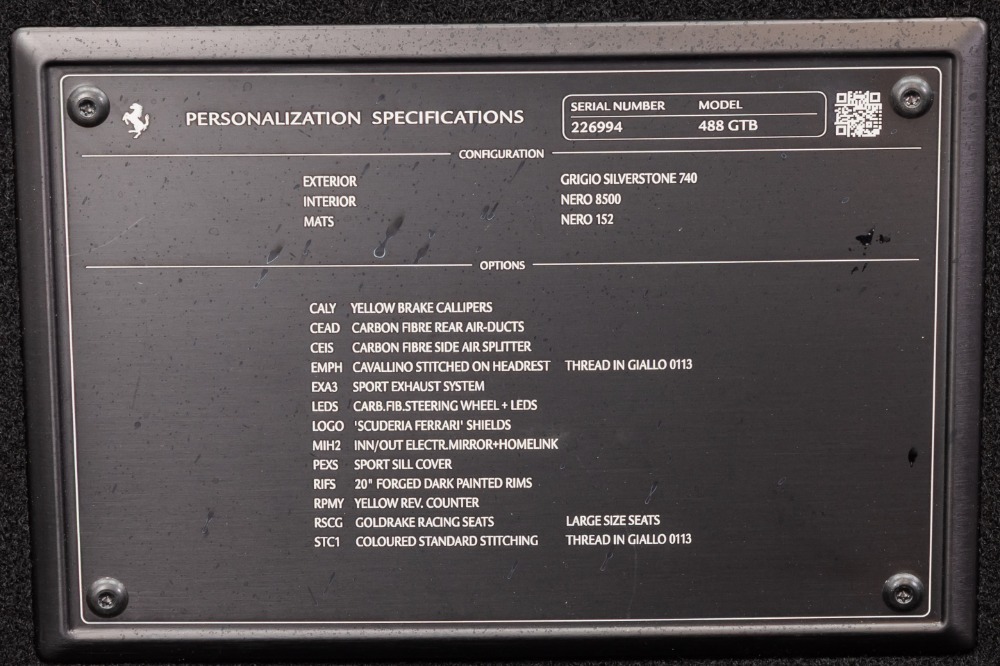 PERSONALIZATION SPECIFICATIONS
SERIAL NUMBER MODEL
226994 488 GTB
CONFIGURATION
EXTERIOR GRIGIO SILVERSTONE 740
INTERIOR NERO 8500
MATS NERO 152
OPTIONS
CALY YELLOW BRAKE CALLIPERS
CEAD CARBON FIBRE REAR AIR-DUCTS
CEIS CARBON FIBRE SIDE AIR SPLITTER
EMPH CAVALLINO STITCHED ON HEADREST THREAD IN GIALLO 0113
EXA3 SPORT EXHAUST SYSTEM
LEDS CARB.FIB.STEERING WHEEL + LEDS
LOGO 'SCUDERIA FERRARI' SHIELDS
MIH2 INN/OUT ELECTR.MIRROR+HOMELINK
PEXS SPORT SILL COVER
RIFS 20" FORGED DARK PAINTED RIMS
RPMY YELLOW REV. COUNTER
RSCG GOLDRAKE RACING SEATS LARGE SIZE SEATS
STC1 COLOURED STANDARD STITCHING THREAD IN GIALLO 0113